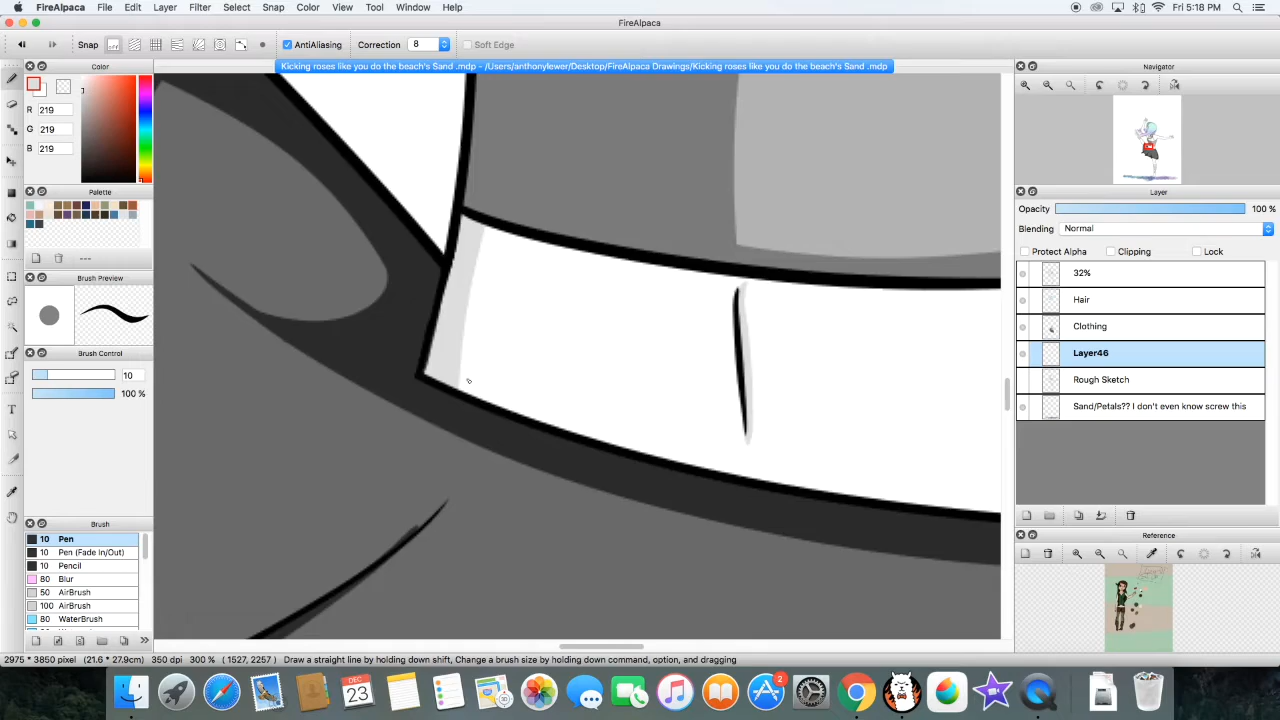 FireAlpaca File Edit Layer Filter Select Snap Color View Tool Window Help Fri 5:18 PM
FireAlpaca
Snap AntiAliasing Correction 8 Soft Edge
Kicking roses like you do the beach's Sand .mdp - /Users/anthonylewer/Desktop/FireAlpaca Drawings/Kicking roses like you do the beach's Sand .mdp
Color
R 219
G 219
B 219
Palette
---
Brush Preview
Brush Control
10
100 %
Brush
10 Pen
10 Pen (Fade In/Out)
10 Pencil
80 Blur
50 AirBrush
100 AirBrush
80 WaterBrush
Navigator
Layer
Opacity 100 %
Blending Normal
Protect Alpha Clipping Lock
32%
Hair
Clothing
Layer46
Rough Sketch
Sand/Petals?? I don't even know screw this
Reference
2975 * 3850 pixel (21.6 * 27.9cm) 350 dpi 300 % (1527, 2257) Draw a straight line by holding down shift, Change a brush size by holding down command, option, and dragging
DEC
23
2